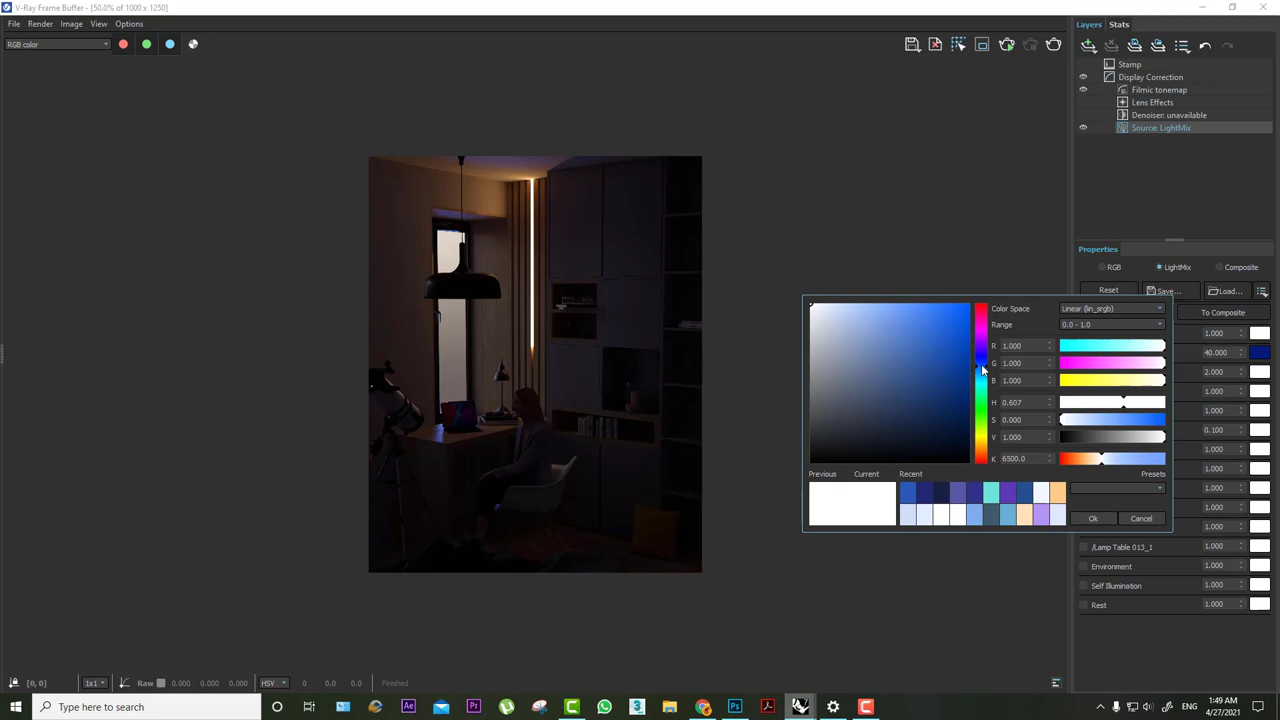 V-Ray Frame Buffer - [50.0% of 1000 x 1250]
File Render Image View Options
RGB color
Layers Stats
Stamp
Display Correction
Filmic tonemap
Lens Effects
Denoiser: unavailable
Source: LightMix
Properties
RGB LightMix Composite
Reset Save... Load...
To Composite
1.000
40.000
2.000
1.000
1.000
0.100
1.000
1.000
1.000
1.000
1.000
/Lamp Table 013_1 1.000
Environment 1.000
Self Illumination 1.000
Rest 1.000
Color Space Linear (lin_srgb)
Range 0.0 - 1.0
R 1.000
G 1.000
B 1.000
H 0.607
S 0.000
V 1.000
K 6500.0
Previous Current Recent Presets
Ok Cancel
[0, 0] 1x1 Raw 0.000 0.000 0.000 HSV 0 0.0 0.0 Finished
Type here to search
Ae Pr 3 Ps
ENG 1:49 AM
4/27/2021